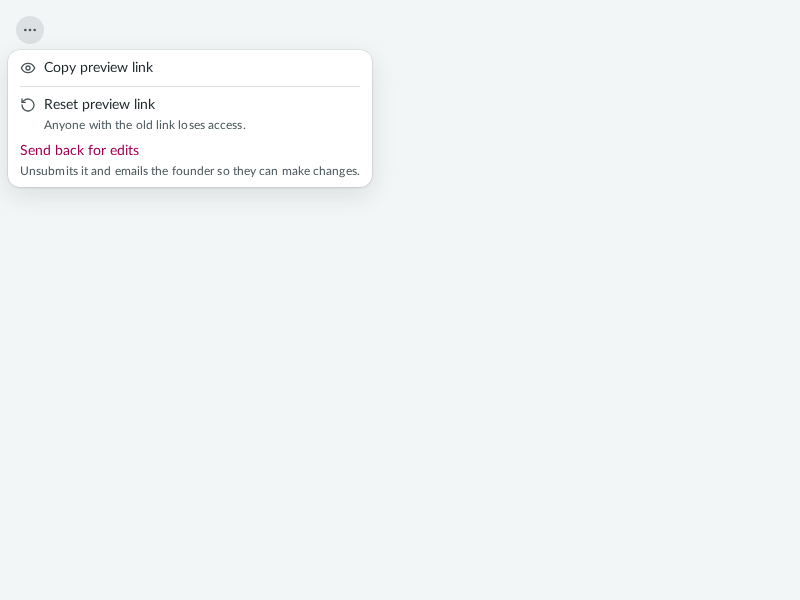 Copy preview link
Reset preview link
Anyone with the old link loses access.
Send back for edits
Unsubmits it and emails the founder so they can make changes.